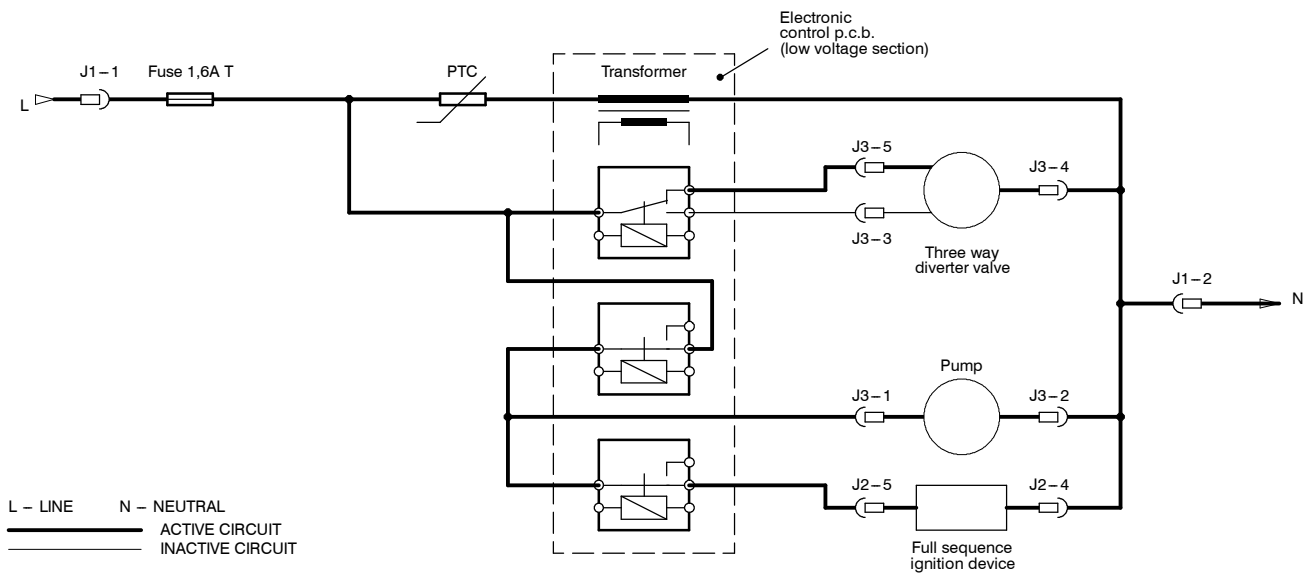 Electronic
control p.c.b.
(low voltage section)
J1–1
Fuse 1,6A T
PTC
Transformer
L
J3–5
J3–4
J3–3
Three way
diverter valve
J1–2
N
Pump
J3–1
J3–2
J2–5
J2–4
Full sequence
ignition device
L – LINE N – NEUTRAL
ACTIVE CIRCUIT
INACTIVE CIRCUIT